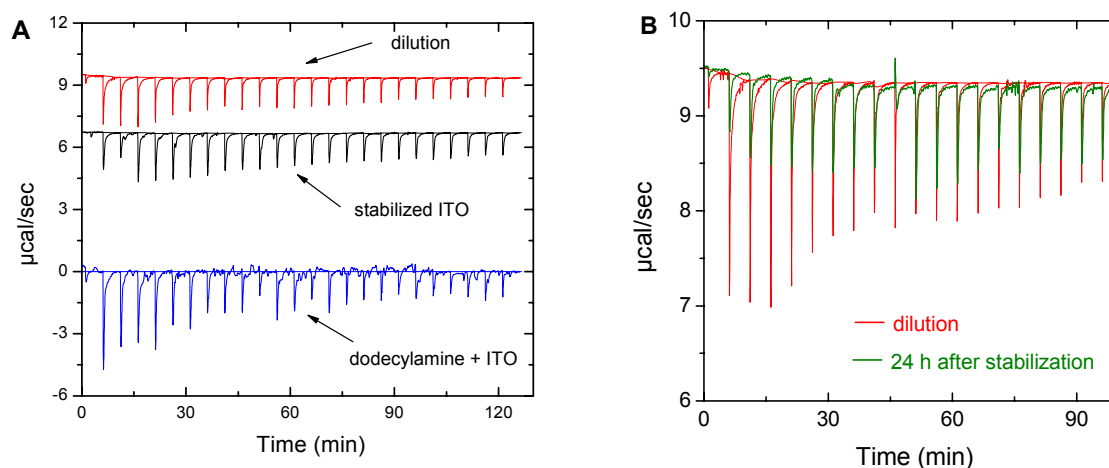 A
12
9
6
3
0
-3
-6
μcal/sec
dilution
stabilized ITO
dodecylamine + ITO
0
30
60
90
120
Time (min)
B
10
9
8
7
6
μcal/sec
dilution
24 h after stabilization
0
30
60
90
Time (min)